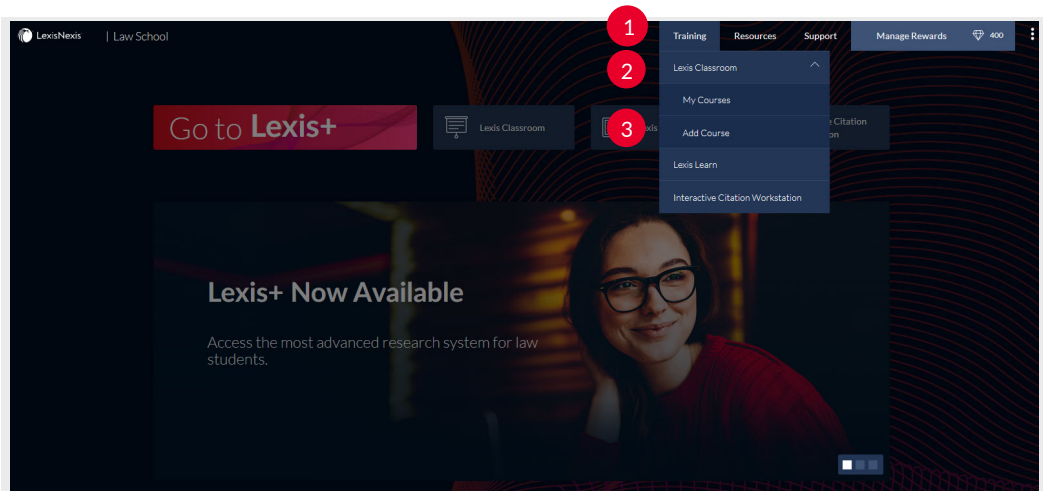 LexisNexis | Law School
1
Training Resources Support Manage Rewards 400
2
Lexis Classroom
My Courses
Go to Lexis+
Lexis Classroom
3
Add Course
Citation
Lexis Learn
Interactive Citation Workstation
Lexis+ Now Available
Access the most advanced research system for law
students.